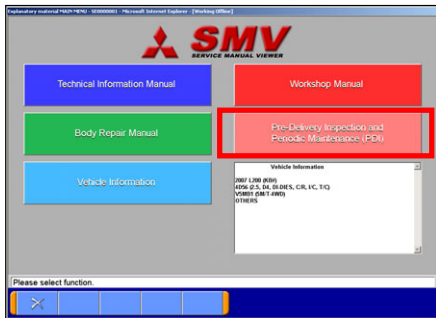 Explanatory material MAIN MENU - SE0000001 - Microsoft Internet Explorer - [Working Offline]
SMV
SERVICE MANUAL VIEWER
Technical Information Manual
Workshop Manual
Body Repair Manual
Pre-Delivery Inspection and
Periodic Maintenance (PDI)
Vehicle Information
Vehicle Information
2007 L200 (KBH)
4D56 (2.5, D4, DI-DIES, C/R, I/C, T/C)
V5MB1 (5M/T 4WD)
OTHERS
Please select function.